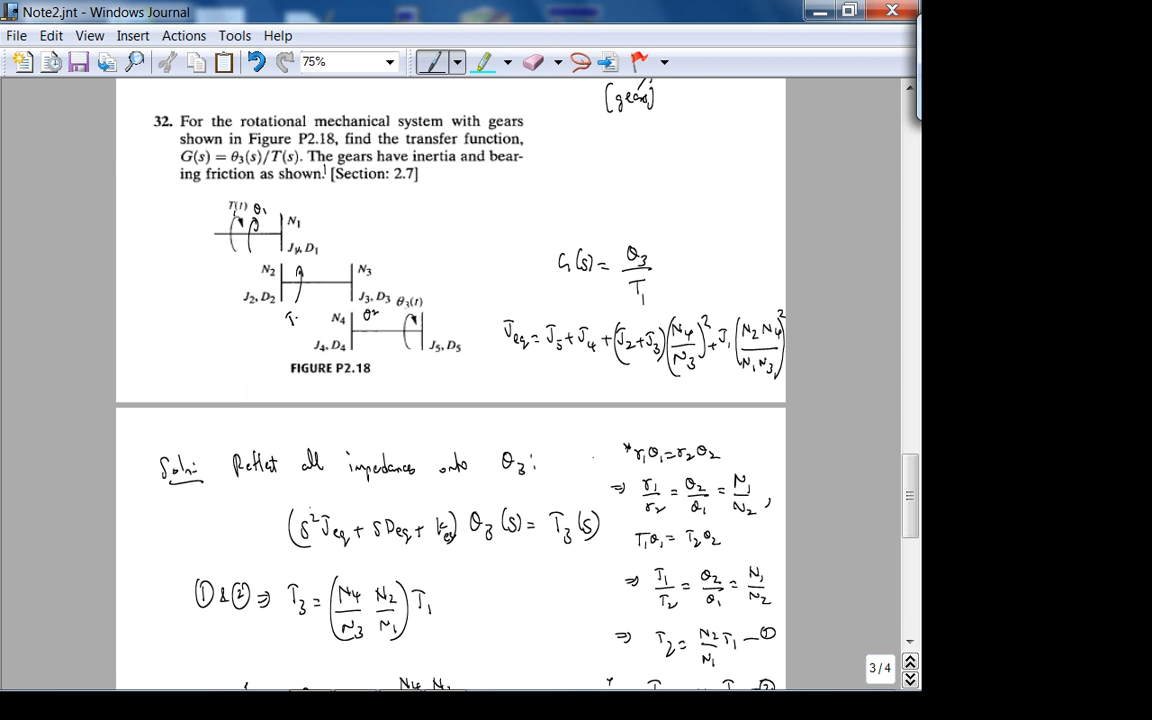 Note2.jnt - Windows Journal
File Edit View Insert Actions Tools Help
75%
(gears)
32. For the rotational mechanical system with gears
shown in Figure P2.18, find the transfer function,
G(s) = θ₃(s)/T(s). The gears have inertia and bear-
ing friction as shown. [Section: 2.7]
T(t) θ₁
N₁
J₁, D₁
N₂ N₃
J₂, D₂ J₃, D₃ θ₃(t)
N₄ θ₂
J₄, D₄ J₅, D₅
FIGURE P2.18
G(s) = θ₃/T₁
Jeq = J₅ + J₄ + (J₂+J₃)(N₄/N₃)² + J₁(N₂N₄/N₁N₃)²
Soln: Reflect all impedances onto θ₃:
(s²Jeq + sDeq + Keq) θ₃(s) = T₃(s)
① & ② ⇒ T₃ = (N₄/N₃ N₂/N₁) T₁
*r₁θ₁ = r₂θ₂
⇒ r₁/r₂ = θ₂/θ₁ = N₁/N₂,
T₁θ₁ = T₂θ₂
⇒ T₁/T₂ = θ₂/θ₁ = N₁/N₂
⇒ T₂ = N₂/N₁ T₁ — ①
N₄ N₂
3 / 4